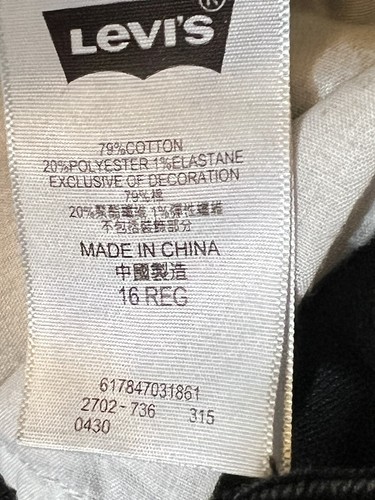 LEVI'S ®
79%COTTON
20%POLYESTER 1%ELASTANE
EXCLUSIVE OF DECORATION
79%棉
20%聚酯纖維 1%彈性纖維
不包括裝飾部分
MADE IN CHINA
中國製造
16 REG
617847031861
2702-736 315
0430